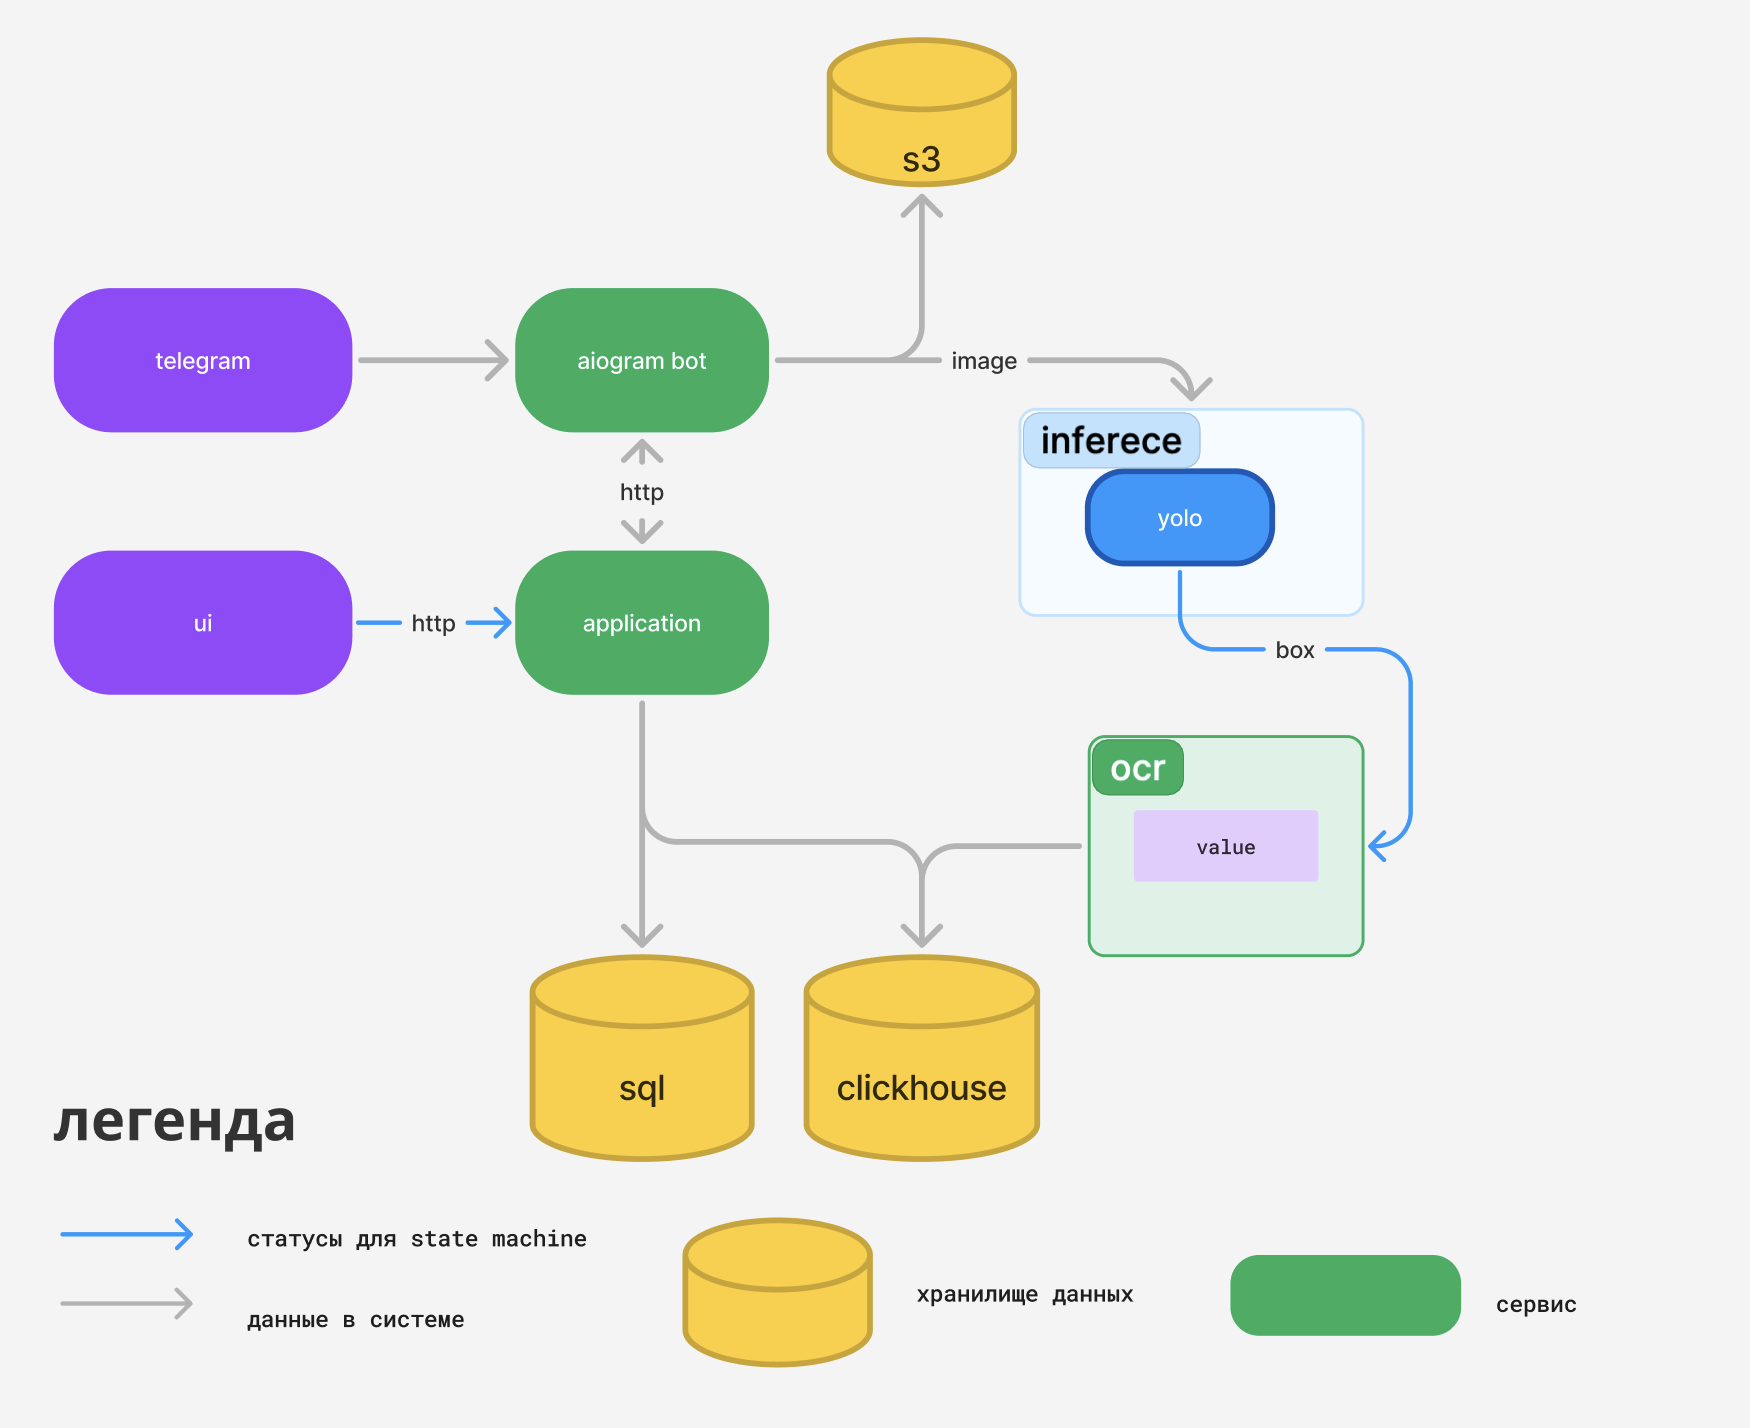 s3
telegram
aiogram bot
image
inferece
yolo
http
ui
http
application
box
ocr
value
sql
clickhouse
легенда
статусы для state machine
данные в системе
хранилище данных
сервис